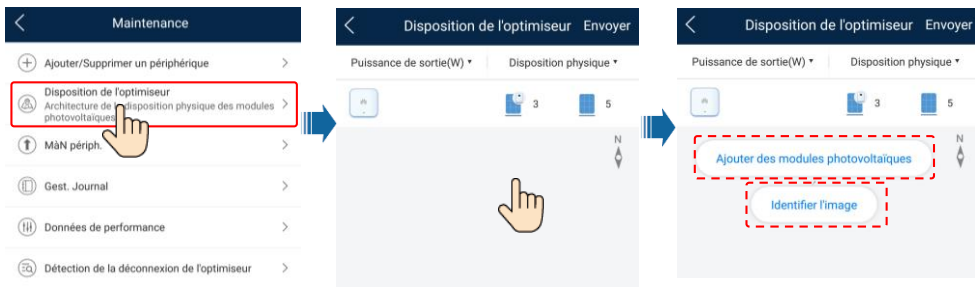 Maintenance
Ajouter/Supprimer un périphérique
Disposition de l'optimiseur
Architecture de la disposition physique des modules
photovoltaïques
MàN périph.
Gest. Journal
Données de performance
Détection de la déconnexion de l'optimiseur
Disposition de l'optimiseur Envoyer
Puissance de sortie(W) Disposition physique
3 5
N
Disposition de l'optimiseur Envoyer
Puissance de sortie(W) Disposition physique
3 5
N
Ajouter des modules photovoltaïques
Identifier l'image